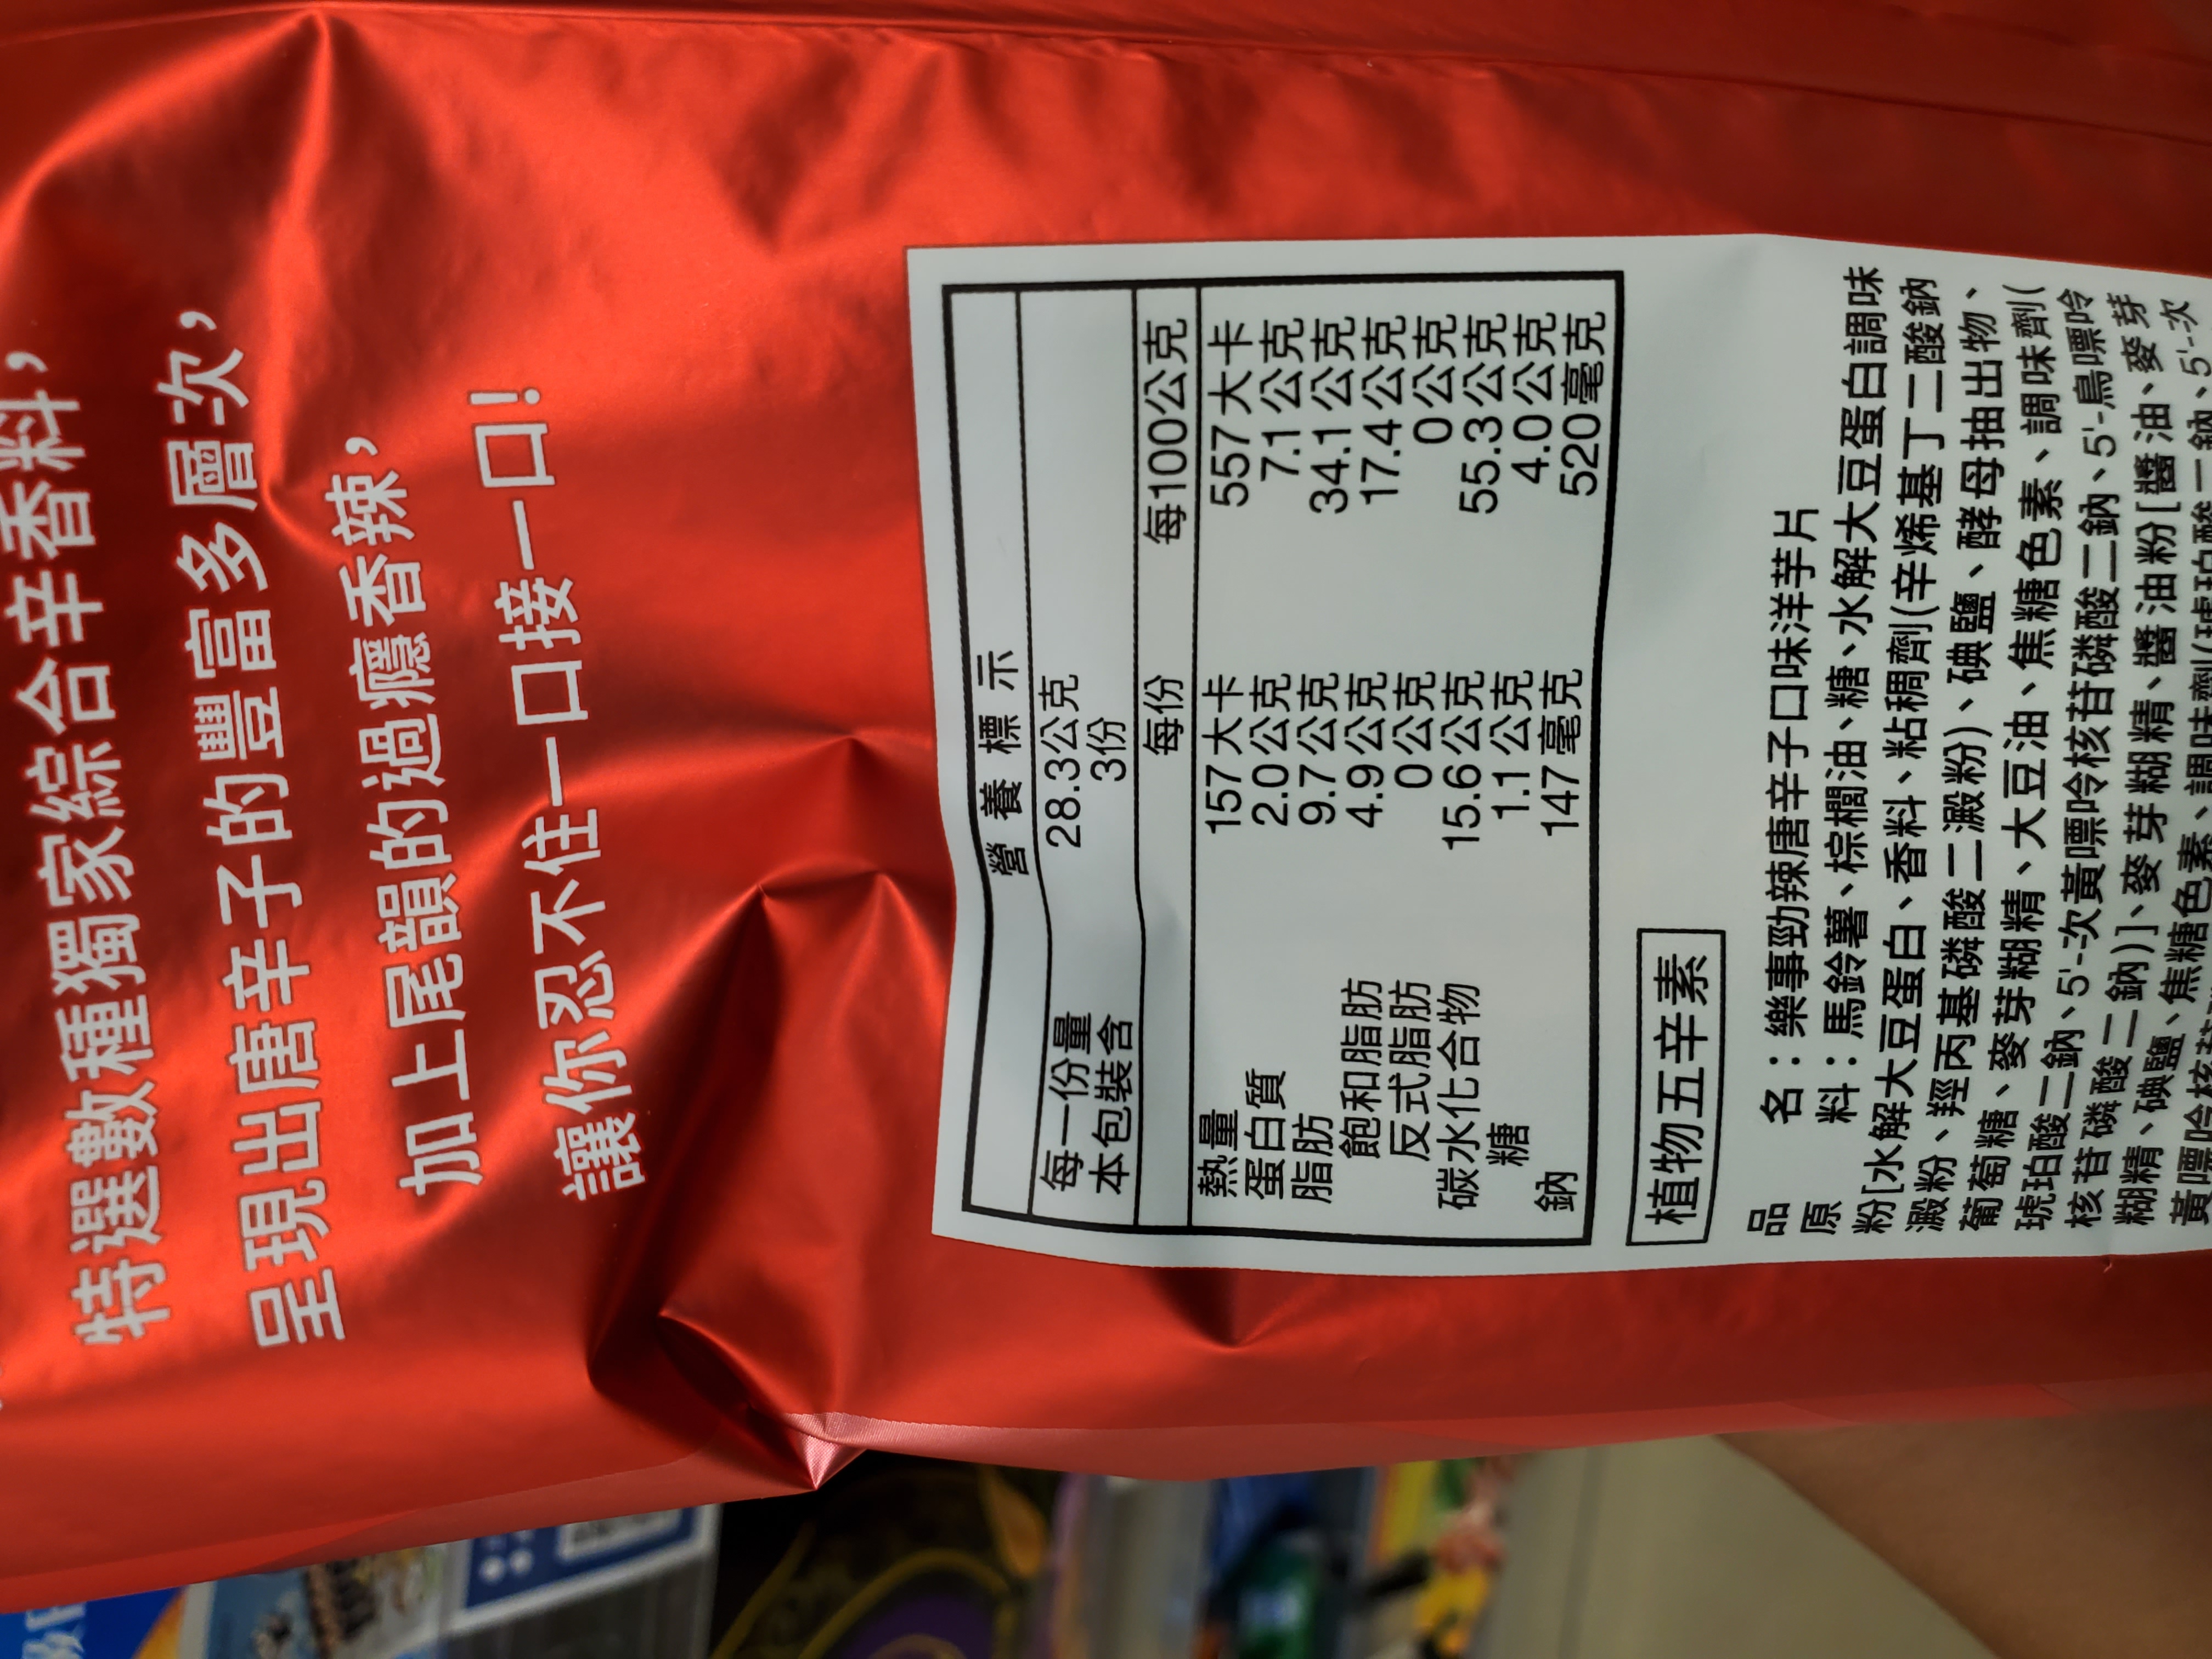 特選數種獨家綜合辛香料，
呈現出唐辛子的豐富多層次，
加上尾韻的過癮香辣，
讓你忍不住一口接一口！
營養標示
每一份量 28.3公克
本包裝含 3份
每份 每100公克
熱量 157大卡 557大卡
蛋白質 2.0公克 7.1公克
脂肪 9.7公克 34.1公克
飽和脂肪 4.9公克 17.4公克
反式脂肪 0公克 0公克
碳水化合物 15.6公克 55.3公克
糖 1.1公克 4.0公克
鈉 147毫克 520毫克
植物五辛素
品名：樂事勁辣唐辛子口味洋芋片
原料：馬鈴薯、棕櫚油、糖、水解大豆蛋白調味
粉[水解大豆蛋白、香料、粘稠劑(辛烯基丁二酸鈉
澱粉、羥丙基磷酸二澱粉)、碘鹽、酵母抽出物、
葡萄糖、麥芽糊精、大豆油、焦糖色素、調味劑(
琥珀酸二鈉、5'-次黃嘌呤核苷磷酸二鈉、5'-鳥嘌呤
核苷磷酸二鈉)]、麥芽糊精、醬油粉[醬油、麥芽
糊精、碘鹽、焦糖色素、調味劑(琥珀酸二鈉、5'-次